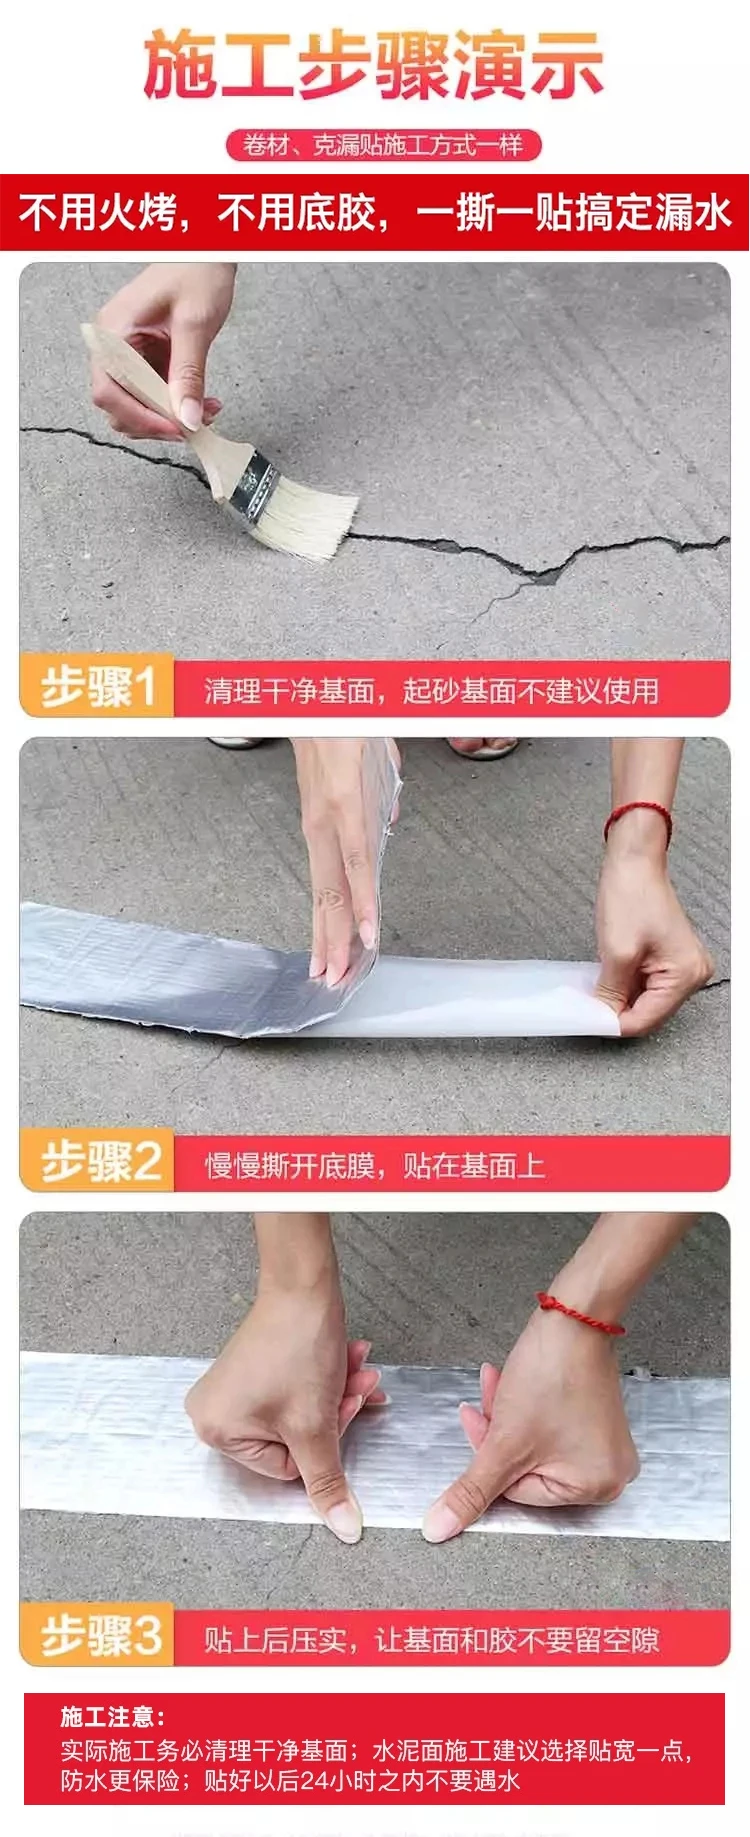 施工步骤演示
卷材、克漏贴施工方式一样
不用火烤，不用底胶，一撕一贴搞定漏水
步骤1
清理干净基面，起砂基面不建议使用
步骤2
慢慢撕开底膜，贴在基面上
步骤3
贴上后压实，让基面和胶不要留空隙
施工注意：
实际施工务必清理干净基面；水泥面施工建议选择贴宽一点，
防水更保险；贴好以后24小时之内不要遇水